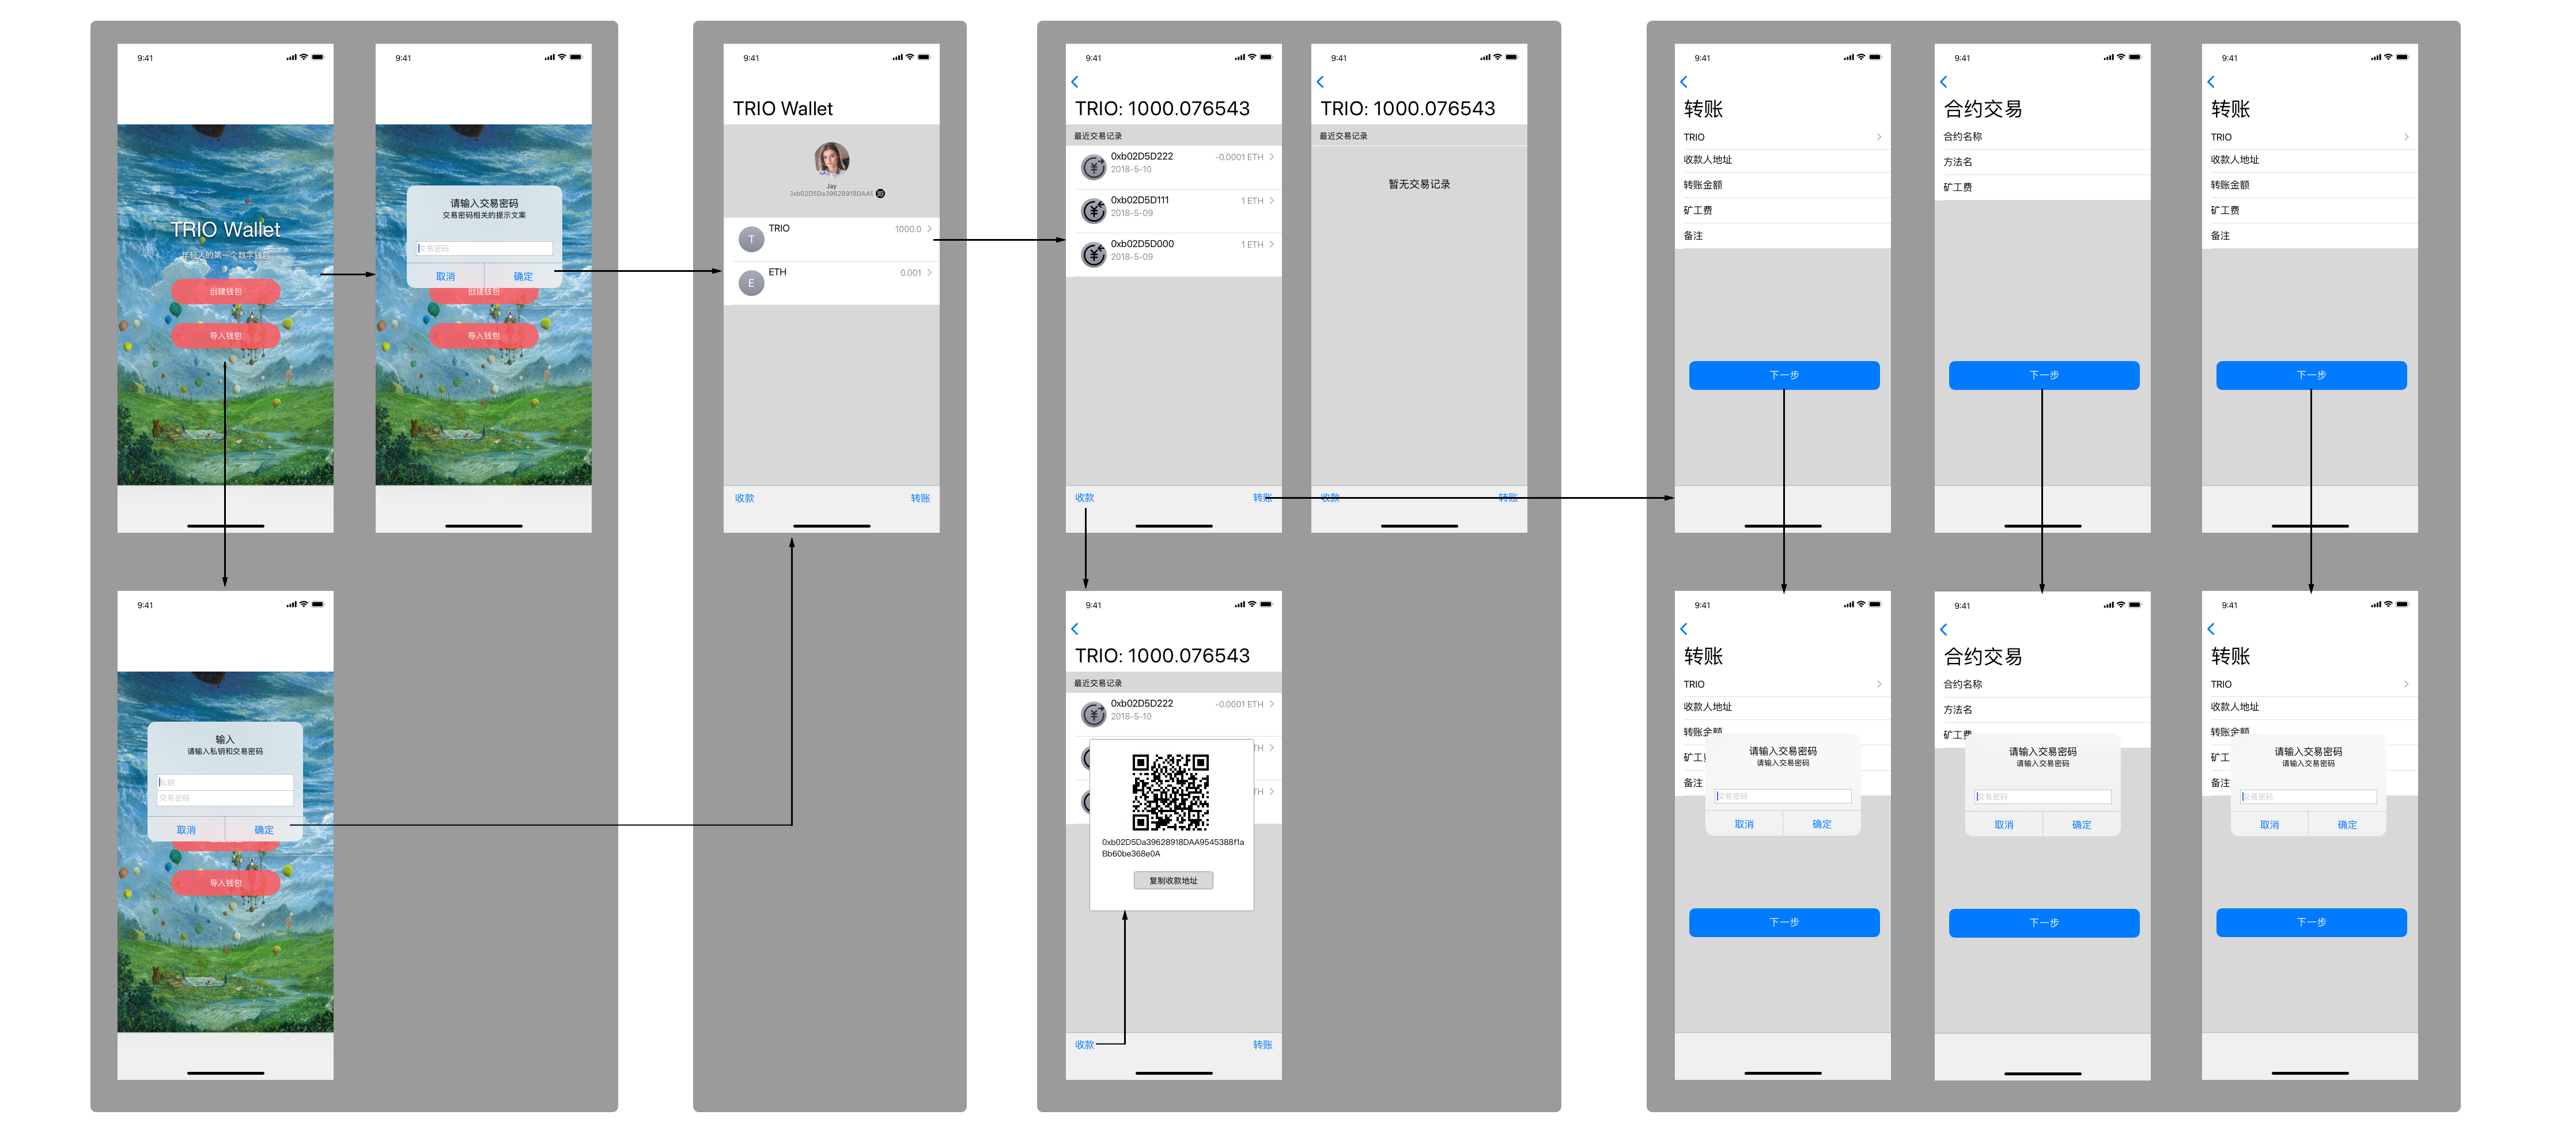 9:41
TRIO Wallet
年轻人的第一个数字钱包
创建钱包
导入钱包
9:41
请输入交易密码
交易密码相关的提示文案
交易密码
取消
确定
创建钱包
导入钱包
9:41
输入
请输入私钥和交易密码
私钥
交易密码
取消
确定
导入钱包
9:41
TRIO Wallet
Jay
0xb02D5Da39628918DAA9
T
TRIO
1000.0
E
ETH
0.001
收款
转账
9:41
TRIO: 1000.076543
最近交易记录
0xb02D5D222
-0.0001 ETH
2018-5-10
0xb02D5D111
1 ETH
2018-5-09
0xb02D5D000
1 ETH
2018-5-09
收款
转账
9:41
TRIO: 1000.076543
最近交易记录
暂无交易记录
收款
转账
9:41
TRIO: 1000.076543
最近交易记录
0xb02D5D222
-0.0001 ETH
2018-5-10
TH
TH
0xb02D5Da39628918DAA9545388f1a
Bb60be368e0A
复制收款地址
收款
转账
9:41
转账
TRIO
收款人地址
转账金额
矿工费
备注
下一步
9:41
合约交易
合约名称
方法名
矿工费
下一步
9:41
转账
TRIO
收款人地址
转账金额
矿工费
备注
下一步
9:41
转账
TRIO
收款人地址
转账金额
矿工
备注
请输入交易密码
请输入交易密码
交易密码
取消
确定
下一步
9:41
合约交易
合约名称
方法名
矿工费
请输入交易密码
请输入交易密码
交易密码
取消
确定
下一步
9:41
转账
TRIO
收款人地址
转账金额
矿工
备注
请输入交易密码
请输入交易密码
交易密码
取消
确定
下一步